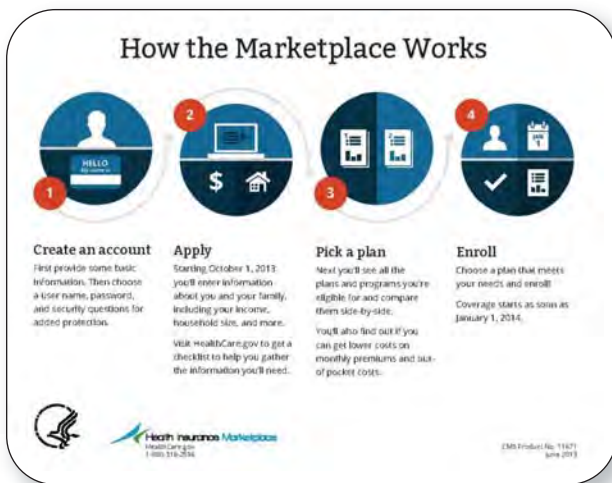 How the Marketplace Works
1
HELLO
2
$
3
1
2
4
JAN
1
Create an account
First provide some basic
information. Then choose
a user name, password,
and security questions for
added protection.
Apply
Starting October 1, 2013
you'll enter information
about you and your family,
including your income,
household size, and more.
Visit HealthCare.gov to get a
checklist to help you gather
the information you'll need.
Pick a plan
Next you'll see all the
plans and programs you're
eligible for and compare
them side-by-side.
You'll also find out if you
can get lower costs on
monthly premiums and out-
of pocket costs.
Enroll
Choose a plan that meets
your needs and enroll!
Coverage starts as soon as
January 1, 2014.
Health Insurance Marketplace
HealthCare.gov
CMS Product No. 11671
June 2013